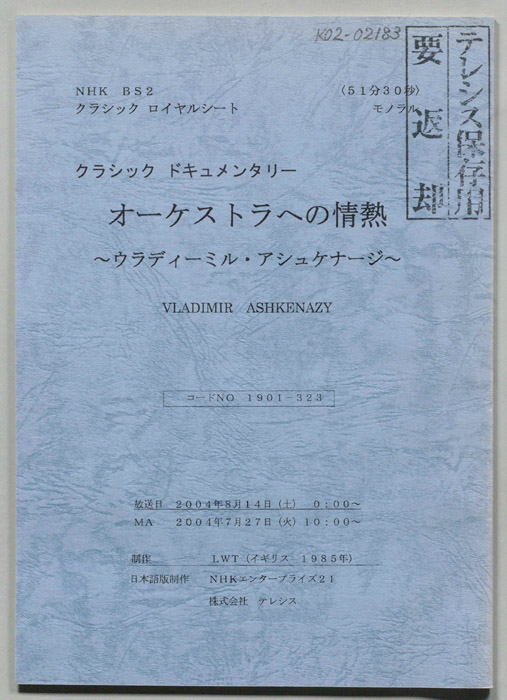 K02-02183
テレシス保存用
要返却
NHK BS2
〈51分30秒〉
クラシック ロイヤルシート
モノラル
クラシック ドキュメンタリー
オーケストラへの情熱
～ウラディーミル・アシュケナージ～
VLADIMIR ASHKENAZY
コードNO 1901-323
放送日 2004年8月14日（土） 0：00～
MA 2004年7月27日（火）10：00～
制作 LWT（イギリス 1985年）
日本語版制作 NHKエンタープライズ21
株式会社 テレシス